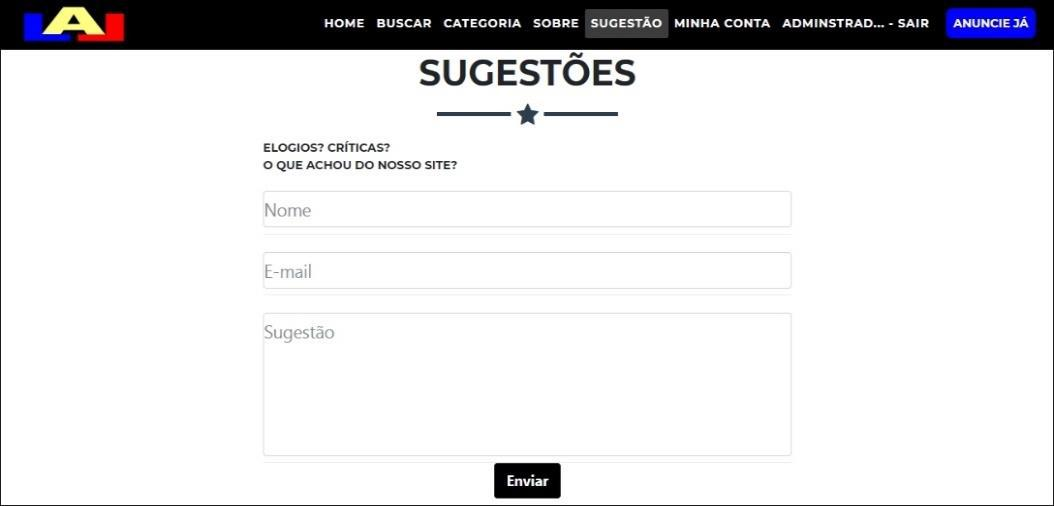 LAI
HOME BUSCAR CATEGORIA SOBRE SUGESTÃO MINHA CONTA ADMINSTRAD... - SAIR ANUNCIE JÁ
SUGESTÕES
ELOGIOS? CRÍTICAS?
O QUE ACHOU DO NOSSO SITE?
Nome
E-mail
Sugestão
Enviar